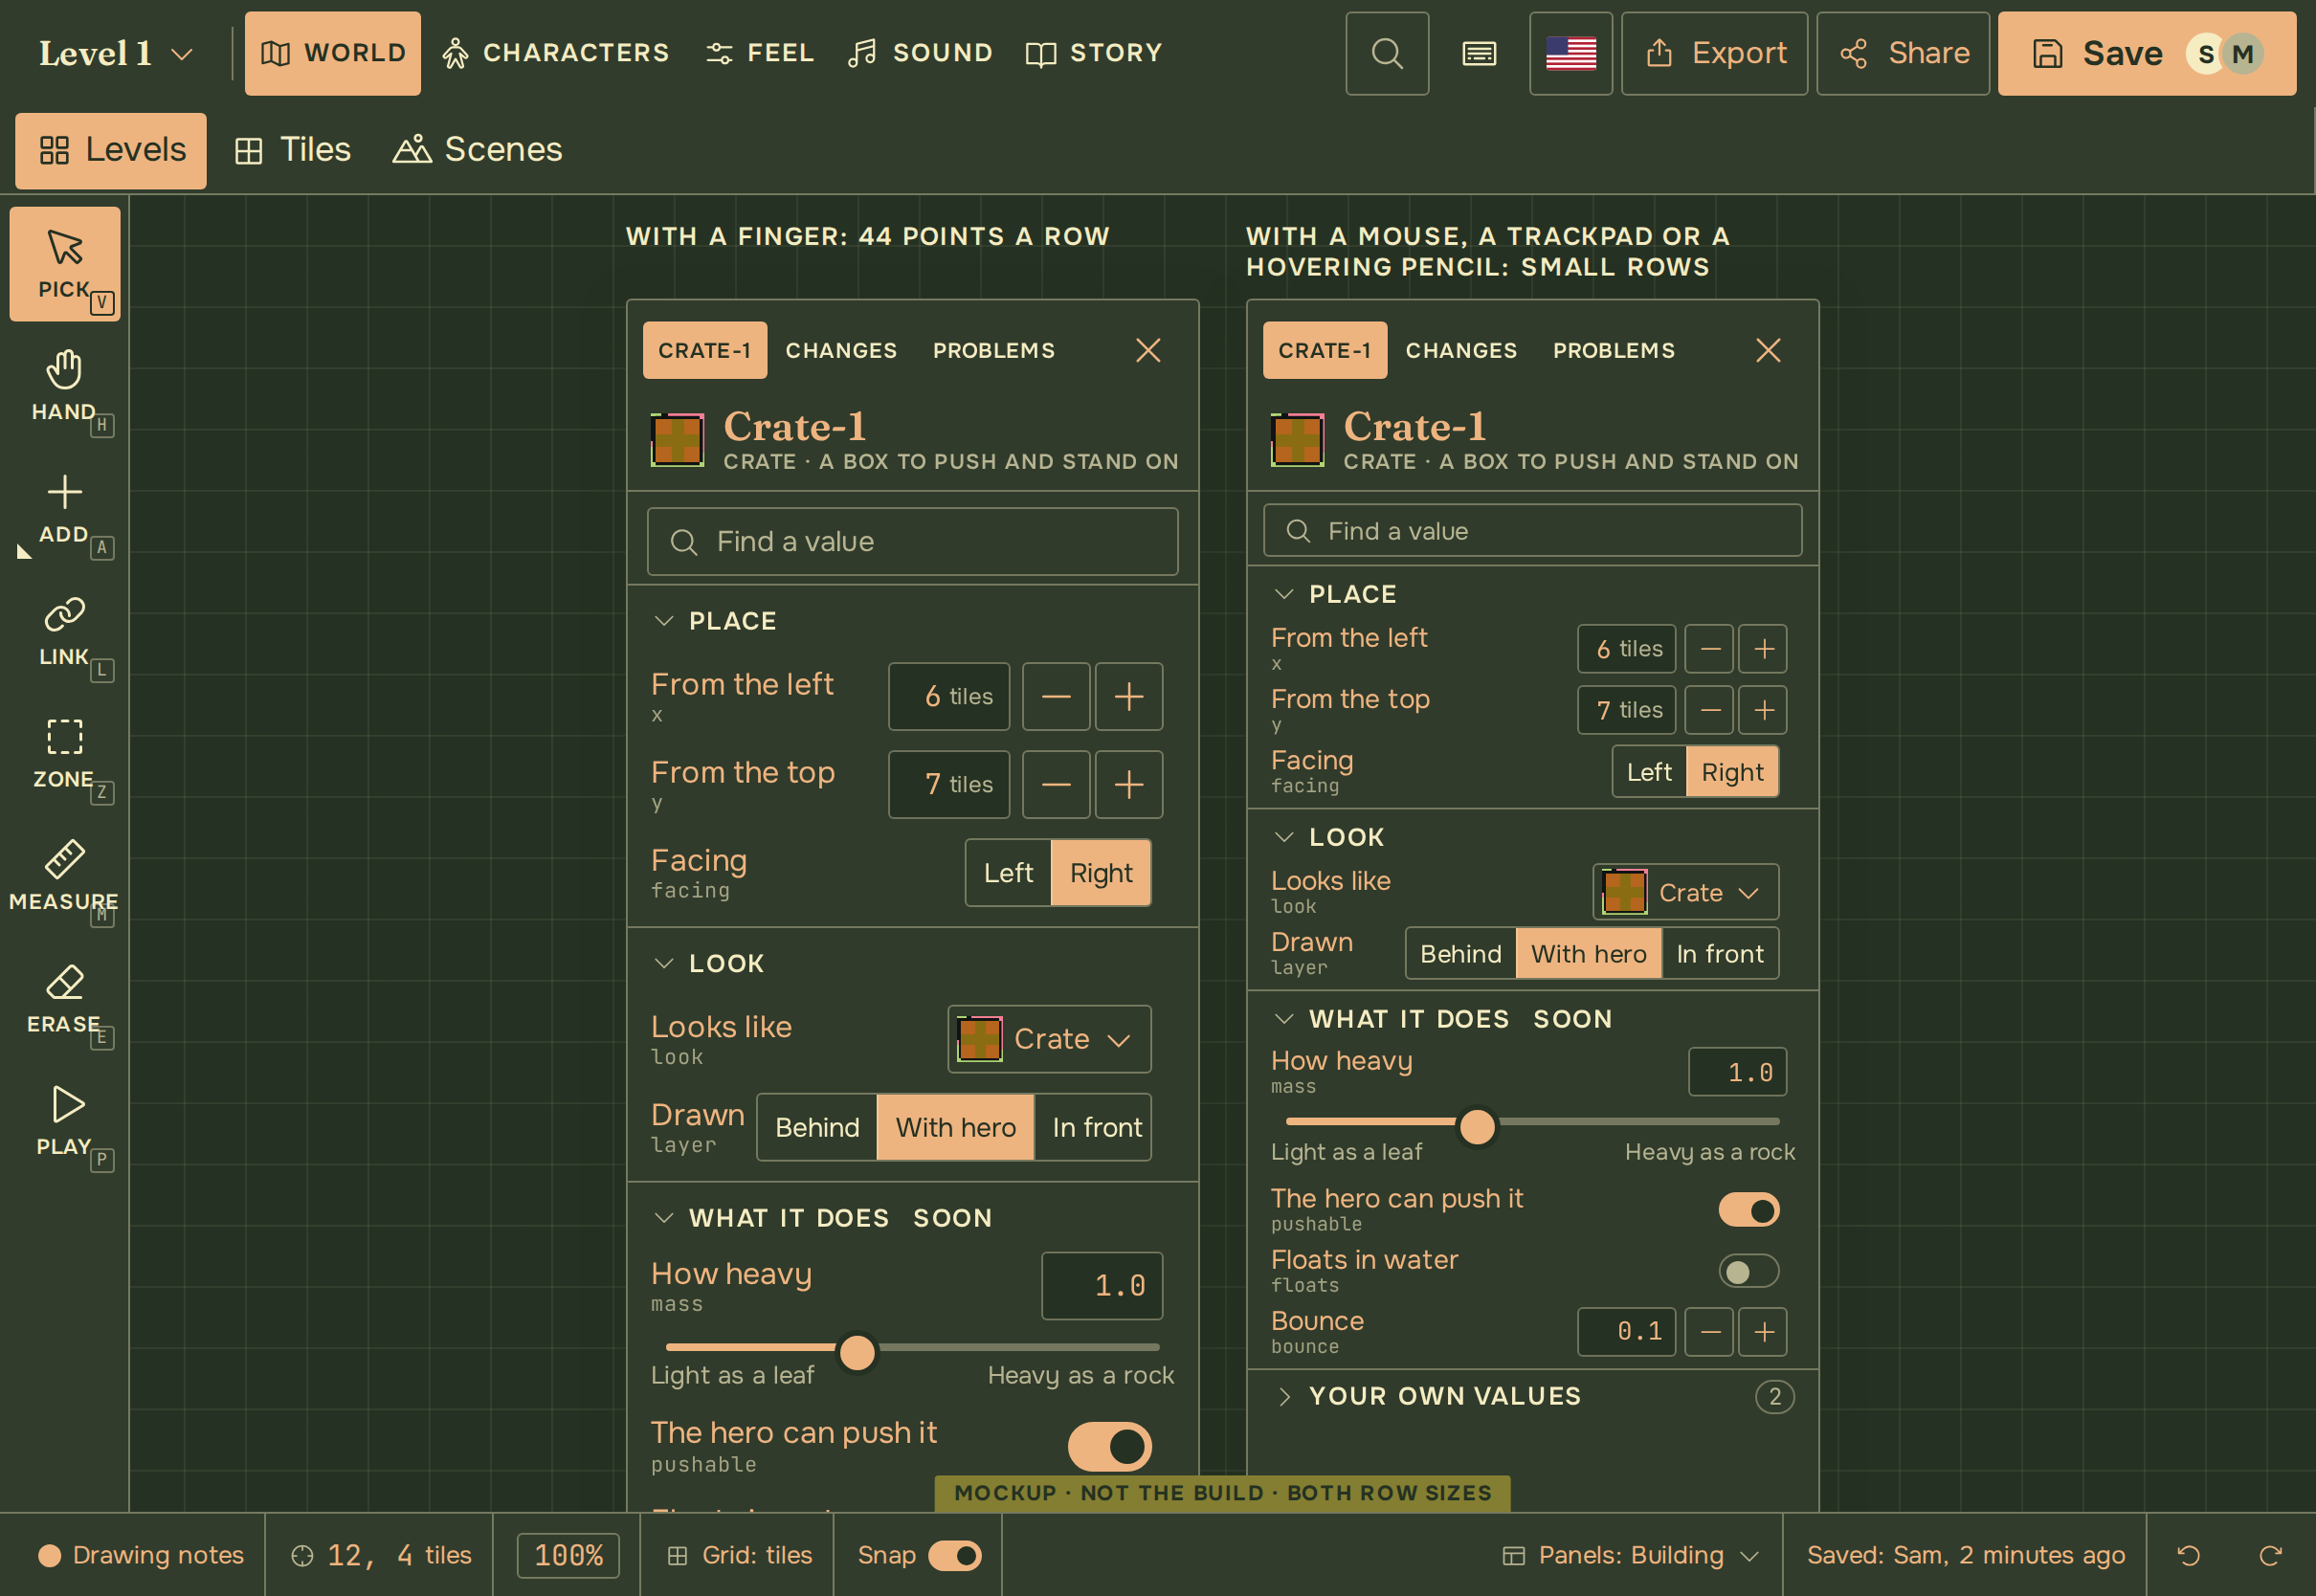 Level 1 WORLD CHARACTERS FEEL SOUND STORY Export Share Save S M
Levels Tiles Scenes
PICK V
HAND H
ADD A
LINK L
ZONE Z
MEASURE M
ERASE E
PLAY P
WITH A FINGER: 44 POINTS A ROW
CRATE-1 CHANGES PROBLEMS
Crate-1
CRATE · A BOX TO PUSH AND STAND ON
Find a value
PLACE
From the left 6 tiles
x
From the top 7 tiles
y
Facing Left Right
facing
LOOK
Looks like Crate
look
Drawn Behind With hero In front
layer
WHAT IT DOES SOON
How heavy 1.0
mass
Light as a leaf Heavy as a rock
The hero can push it
pushable
WITH A MOUSE, A TRACKPAD OR A
HOVERING PENCIL: SMALL ROWS
CRATE-1 CHANGES PROBLEMS
Crate-1
CRATE · A BOX TO PUSH AND STAND ON
Find a value
PLACE
From the left 6 tiles
x
From the top 7 tiles
y
Facing Left Right
facing
LOOK
Looks like Crate
look
Drawn Behind With hero In front
layer
WHAT IT DOES SOON
How heavy 1.0
mass
Light as a leaf Heavy as a rock
The hero can push it
pushable
Floats in water
floats
Bounce 0.1
bounce
YOUR OWN VALUES 2
MOCKUP · NOT THE BUILD · BOTH ROW SIZES
Drawing notes 12, 4 tiles 100% Grid: tiles Snap Panels: Building Saved: Sam, 2 minutes ago